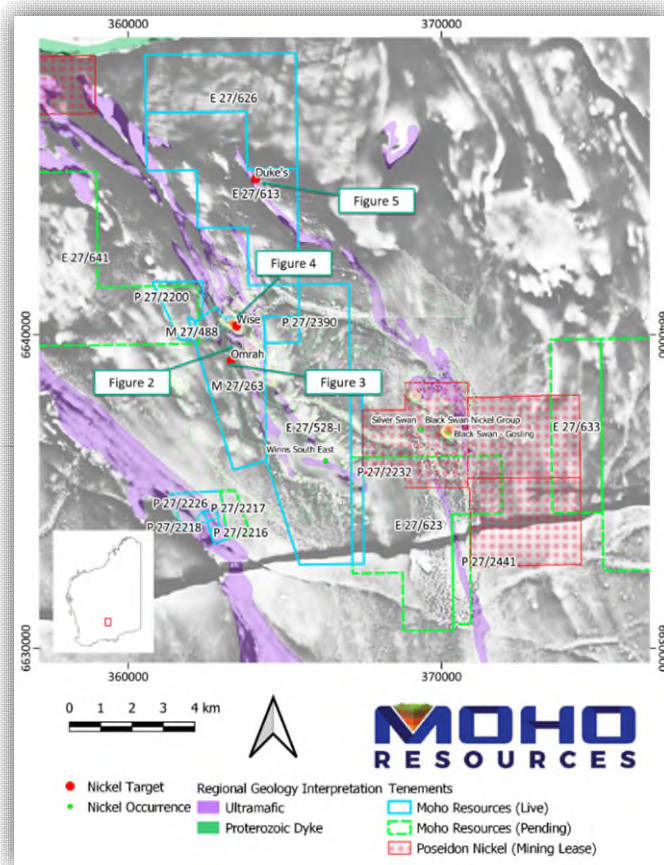 360000
370000
E 27/626
Duke's
E 27/613
Figure 5
E 27/641
Figure 4
P 27/2200
Wise
P 27/2390
M 27/488
6640000
6640000
Omrah
Figure 2
M 27/263
Figure 3
E 27/528-I
Silver Swan
Black Swan Nickel Group
Black Swan - Gosling
E 27/633
Winns South East
P 27/2232
P 27/2226
P 27/2217
P 27/2218
P 27/2216
E 27/623
P 27/2441
6630000
6630000
360000
370000
0 1 2 3 4 km
MOHO
RESOURCES
Nickel Target
Nickel Occurrence
Regional Geology Interpretation
Ultramafic
Proterozoic Dyke
Tenements
Moho Resources (Live)
Moho Resources (Pending)
Poseidon Nickel (Mining Lease)